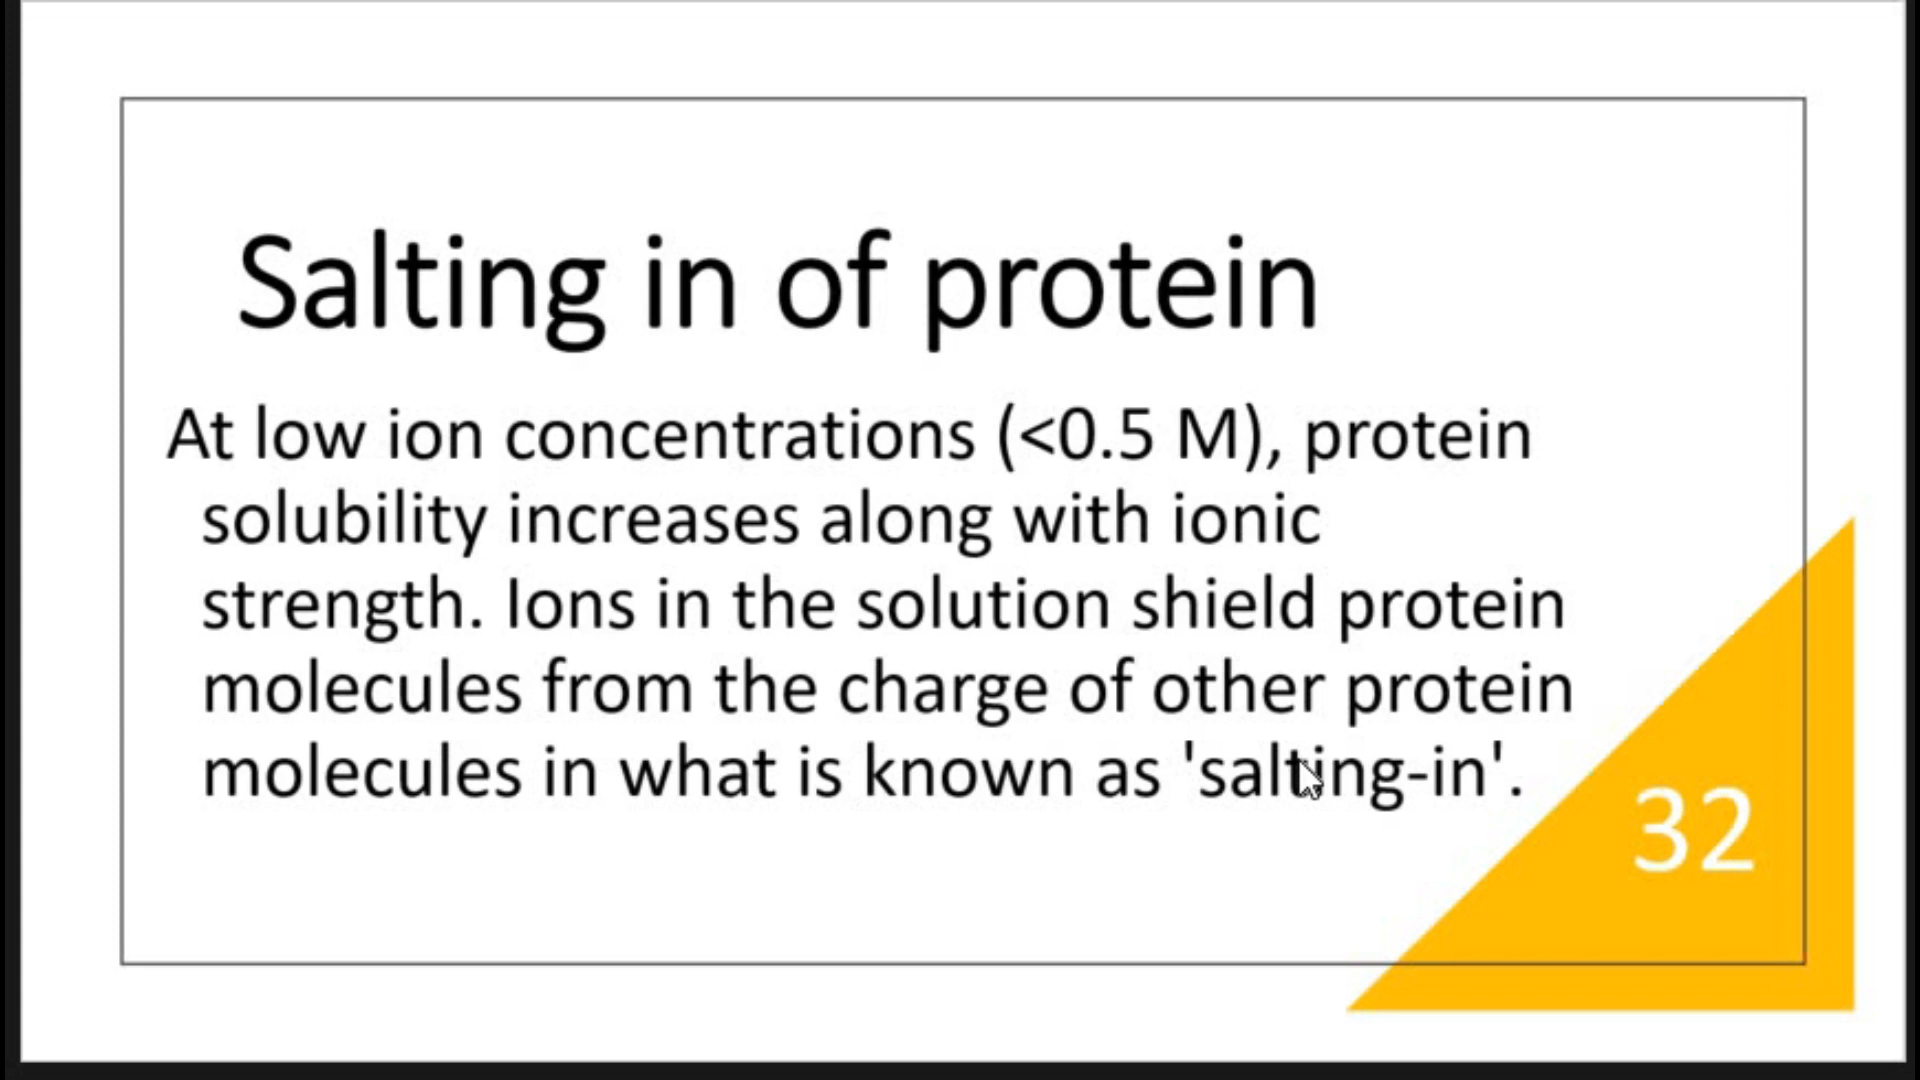 Salting in of protein
At low ion concentrations (<0.5 M), protein
solubility increases along with ionic
strength. Ions in the solution shield protein
molecules from the charge of other protein
molecules in what is known as 'salting-in'.
32